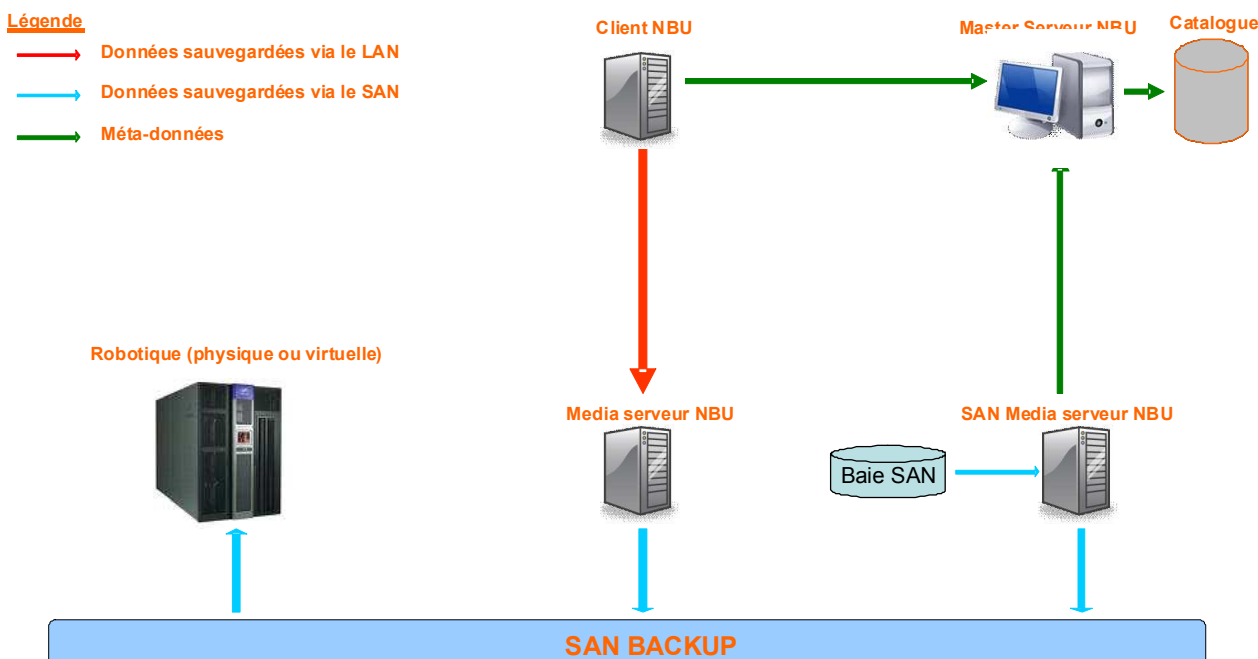 Légende
Données sauvegardées via le LAN
Données sauvegardées via le SAN
Méta-données
Client NBU
Master Serveur NBU
Catalogue
Robotique (physique ou virtuelle)
Media serveur NBU
SAN Media serveur NBU
Baie SAN
SAN BACKUP